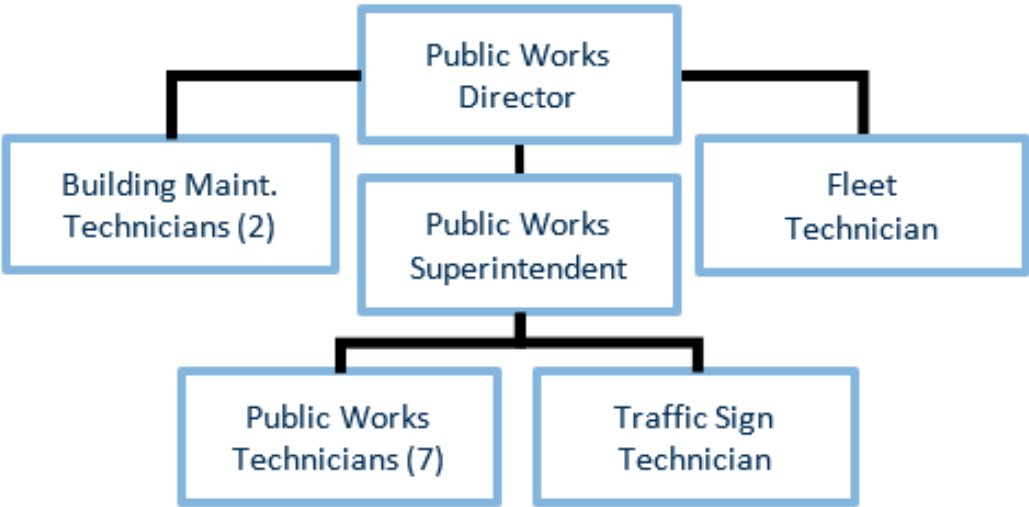 Public Works
Director
Building Maint.
Technicians (2)
Public Works
Superintendent
Fleet
Technician
Public Works
Technicians (7)
Traffic Sign
Technician